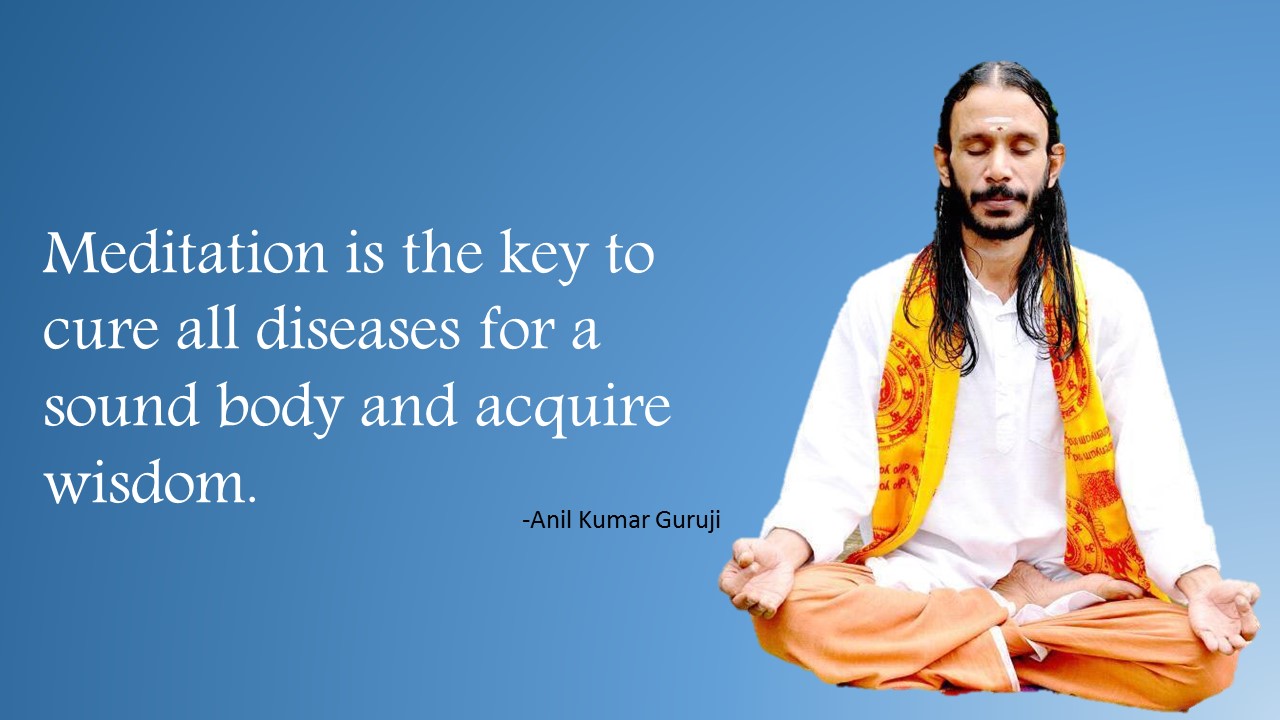 Meditation is the key to
cure all diseases for a
sound body and acquire
wisdom.
-Anil Kumar Guruji